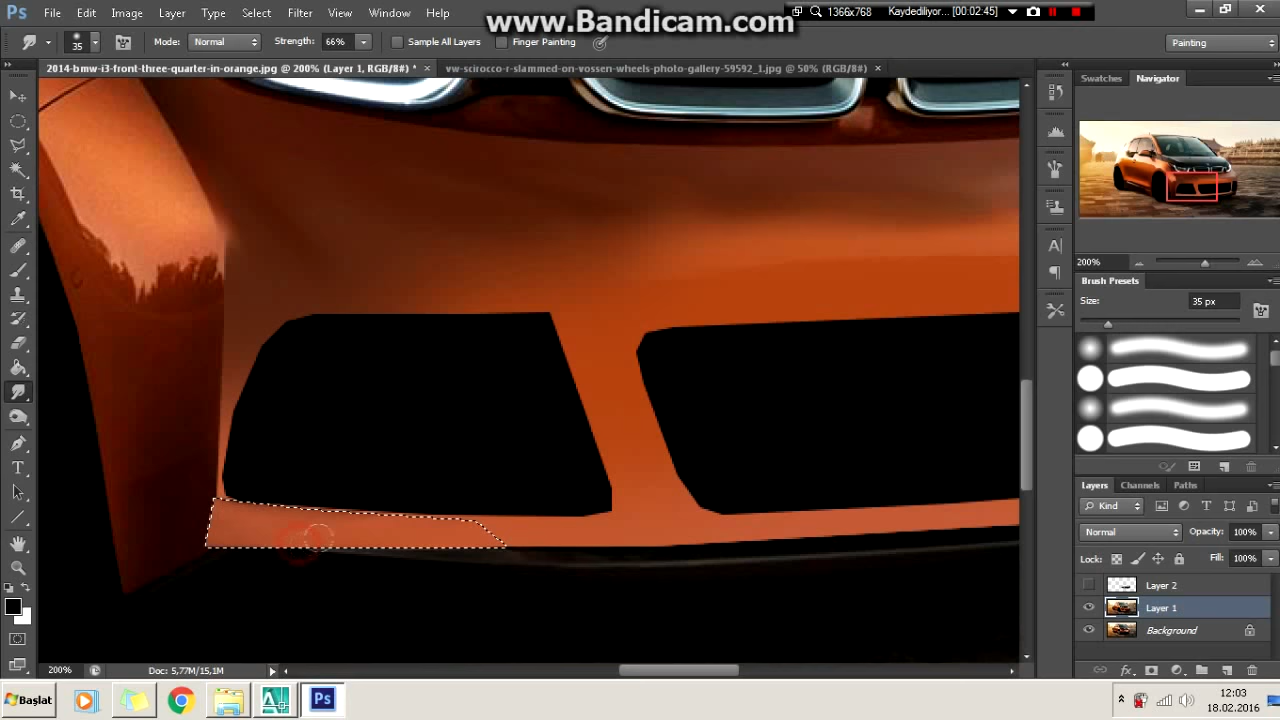 www.Bandicam.com
1366x768 Kaydediliyor... [00:02:45]
Ps File Edit Image Layer Type Select Filter View Window Help
35 Mode: Normal Strength: 66% Sample All Layers Finger Painting Painting
2014-bmw-i3-front-three-quarter-in-orange.jpg @ 200% (Layer 1, RGB/8#) * × vw-scirocco-r-slammed-on-vossen-wheels-photo-gallery-59592_1.jpg @ 50% (RGB/8#) ×
Swatches Navigator
200%
Brush Presets
Size: 35 px
Layers Channels Paths
Kind
Normal Opacity: 100%
Lock: Fill: 100%
Layer 2
Layer 1
Background
200% Doc: 5,77M/15,1M
Başlat Ps 12:03
18.02.2016